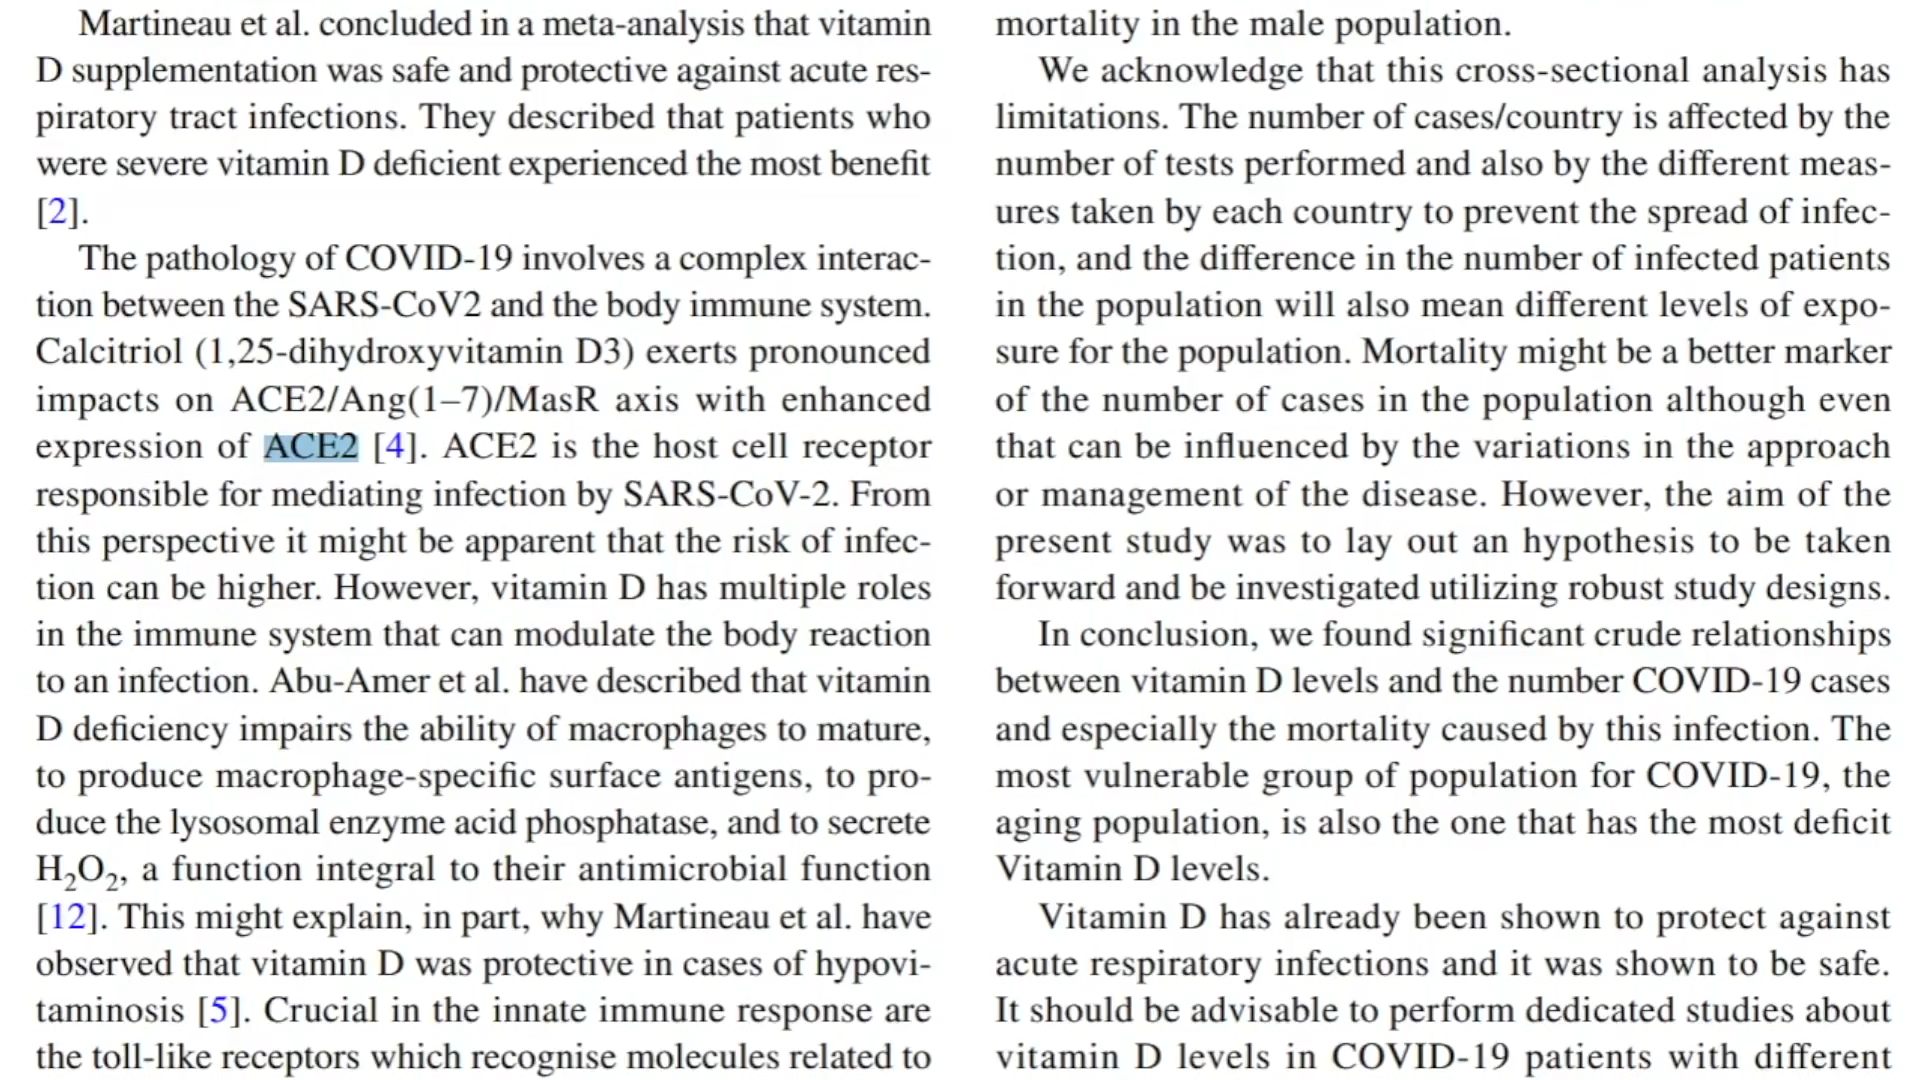 Martineau et al. concluded in a meta-analysis that vitamin
D supplementation was safe and protective against acute res-
piratory tract infections. They described that patients who
were severe vitamin D deficient experienced the most benefit
[2].
The pathology of COVID-19 involves a complex interac-
tion between the SARS-CoV2 and the body immune system.
Calcitriol (1,25-dihydroxyvitamin D3) exerts pronounced
impacts on ACE2/Ang(1–7)/MasR axis with enhanced
expression of ACE2 [4]. ACE2 is the host cell receptor
responsible for mediating infection by SARS-CoV-2. From
this perspective it might be apparent that the risk of infec-
tion can be higher. However, vitamin D has multiple roles
in the immune system that can modulate the body reaction
to an infection. Abu-Amer et al. have described that vitamin
D deficiency impairs the ability of macrophages to mature,
to produce macrophage-specific surface antigens, to pro-
duce the lysosomal enzyme acid phosphatase, and to secrete
H₂O₂, a function integral to their antimicrobial function
[12]. This might explain, in part, why Martineau et al. have
observed that vitamin D was protective in cases of hypovi-
taminosis [5]. Crucial in the innate immune response are
the toll-like receptors which recognise molecules related to
mortality in the male population.
We acknowledge that this cross-sectional analysis has
limitations. The number of cases/country is affected by the
number of tests performed and also by the different meas-
ures taken by each country to prevent the spread of infec-
tion, and the difference in the number of infected patients
in the population will also mean different levels of expo-
sure for the population. Mortality might be a better marker
of the number of cases in the population although even
that can be influenced by the variations in the approach
or management of the disease. However, the aim of the
present study was to lay out an hypothesis to be taken
forward and be investigated utilizing robust study designs.
In conclusion, we found significant crude relationships
between vitamin D levels and the number COVID-19 cases
and especially the mortality caused by this infection. The
most vulnerable group of population for COVID-19, the
aging population, is also the one that has the most deficit
Vitamin D levels.
Vitamin D has already been shown to protect against
acute respiratory infections and it was shown to be safe.
It should be advisable to perform dedicated studies about
vitamin D levels in COVID-19 patients with different